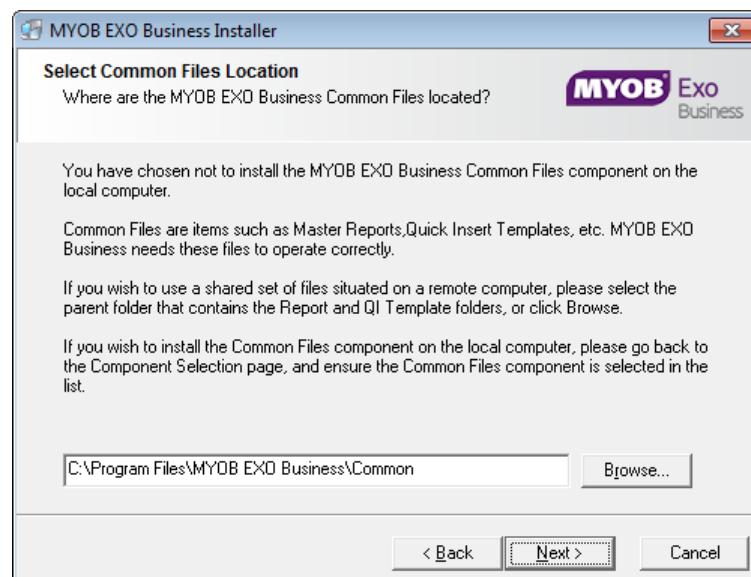 MYOB EXO Business Installer
Select Common Files Location
Where are the MYOB EXO Business Common Files located?
MYOB Exo
Business
You have chosen not to install the MYOB EXO Business Common Files component on the
local computer.
Common Files are items such as Master Reports,Quick Insert Templates, etc. MYOB EXO
Business needs these files to operate correctly.
If you wish to use a shared set of files situated on a remote computer, please select the
parent folder that contains the Report and QI Template folders, or click Browse.
If you wish to install the Common Files component on the local computer, please go back to
the Component Selection page, and ensure the Common Files component is selected in the
list.
C:\Program Files\MYOB EXO Business\Common
Browse...
< Back
Next >
Cancel